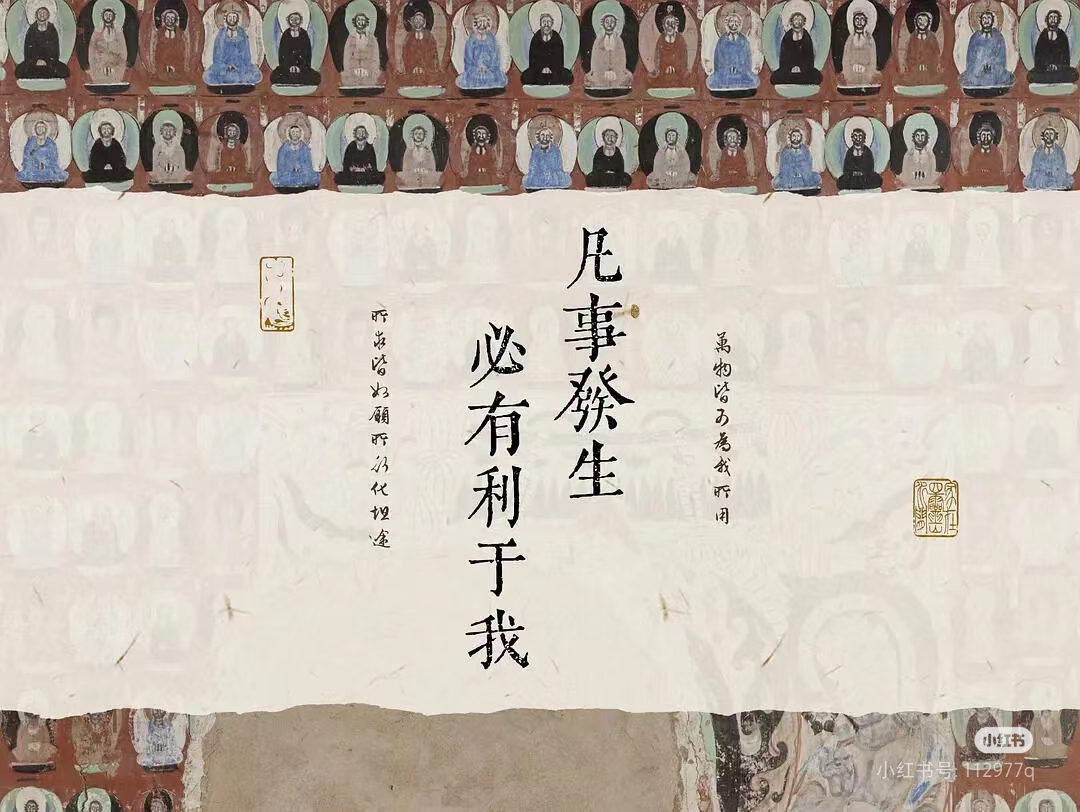 萬物皆可為我所用
凡事發生
必有利于我
所求皆如願所行化坦途
小红书
小红书号: 112977q